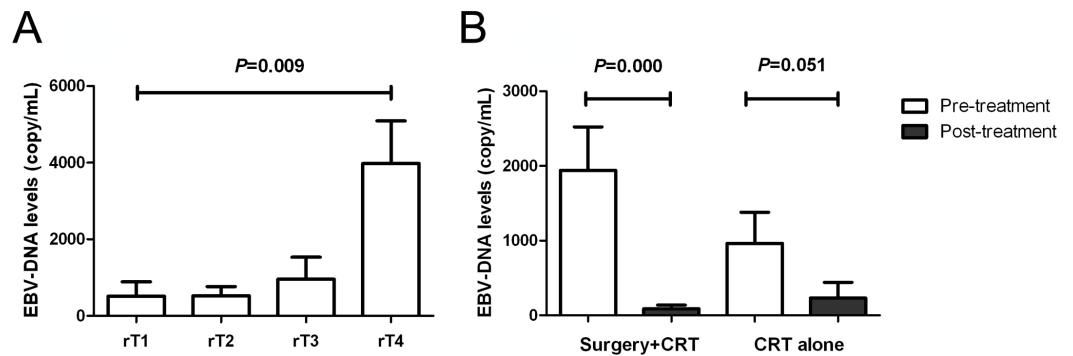 A
P=0.009
EBV-DNA levels (copy/mL)
6000
4000
2000
0
rT1 rT2 rT3 rT4
B
P=0.000 P=0.051
EBV-DNA levels (copy/mL)
3000
2000
1000
0
Surgery+CRT CRT alone
Pre-treatment
Post-treatment